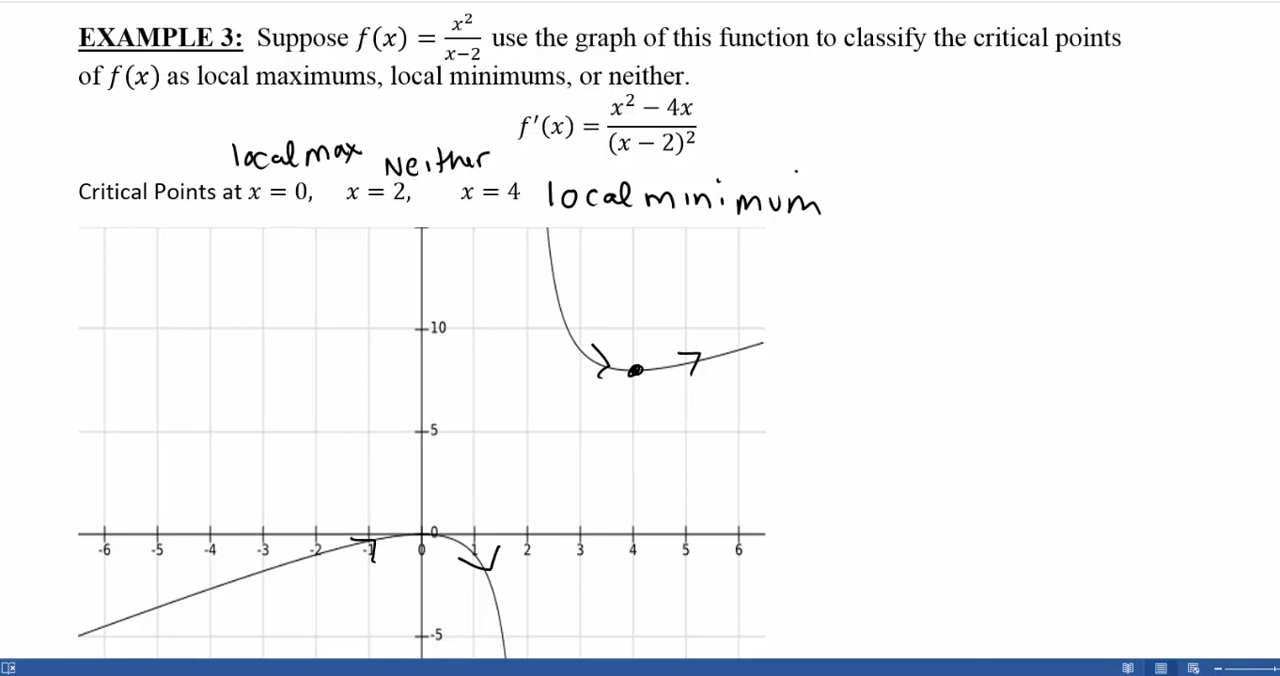 EXAMPLE 3: Suppose f(x) = x²/(x−2) use the graph of this function to classify the critical points
of f(x) as local maximums, local minimums, or neither.
f′(x) = (x² − 4x)/(x − 2)²
local max Neither
Critical Points at x = 0, x = 2, x = 4 local minimum
10
5
0
-6 -5 -4 -3 -2 -1 0 1 2 3 4 5 6
-5